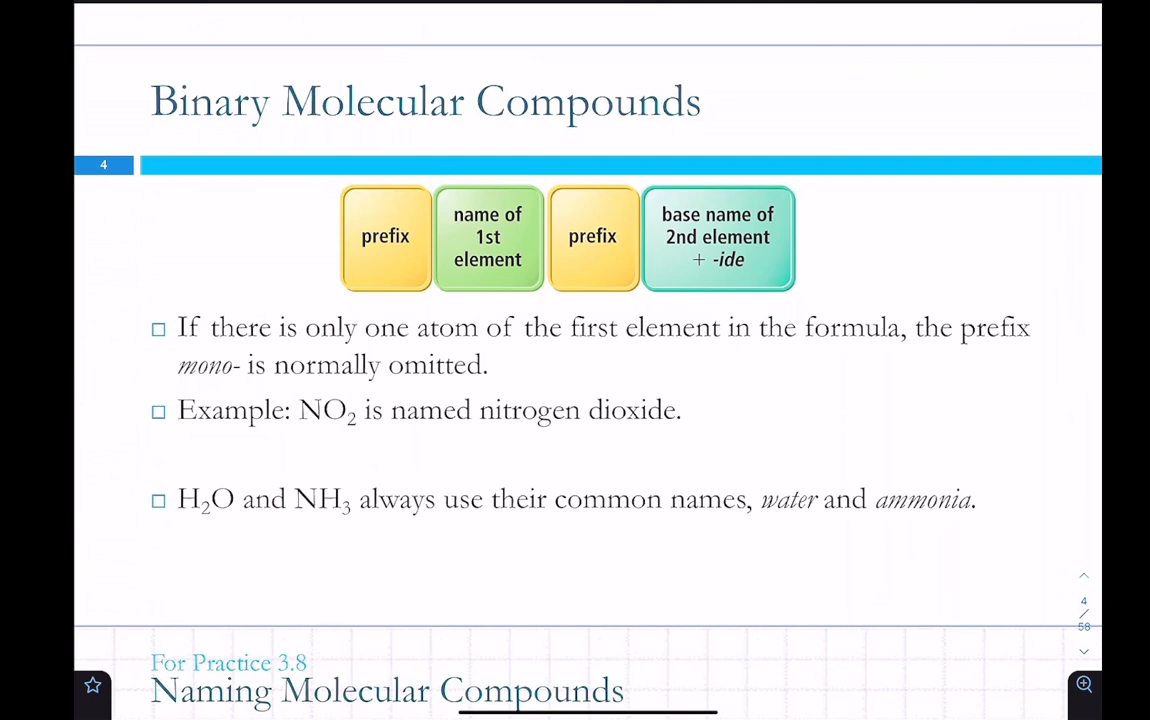 Binary Molecular Compounds
4
prefix
name of
1st
element
prefix
base name of
2nd element
+ -ide
If there is only one atom of the first element in the formula, the prefix
mono- is normally omitted.
Example: NO₂ is named nitrogen dioxide.
H₂O and NH₃ always use their common names, water and ammonia.
4
/
58
For Practice 3.8
Naming Molecular Compounds